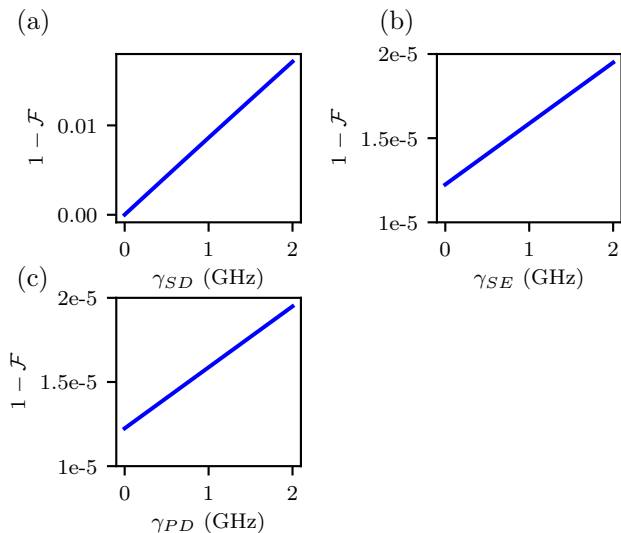 (a)
1 − 𝓕
0.01
0.00
0
1
2
γ_SD (GHz)
(b)
1 − 𝓕
2e-5
1.5e-5
1e-5
0
1
2
γ_SE (GHz)
(c)
1 − 𝓕
2e-5
1.5e-5
1e-5
0
1
2
γ_PD (GHz)